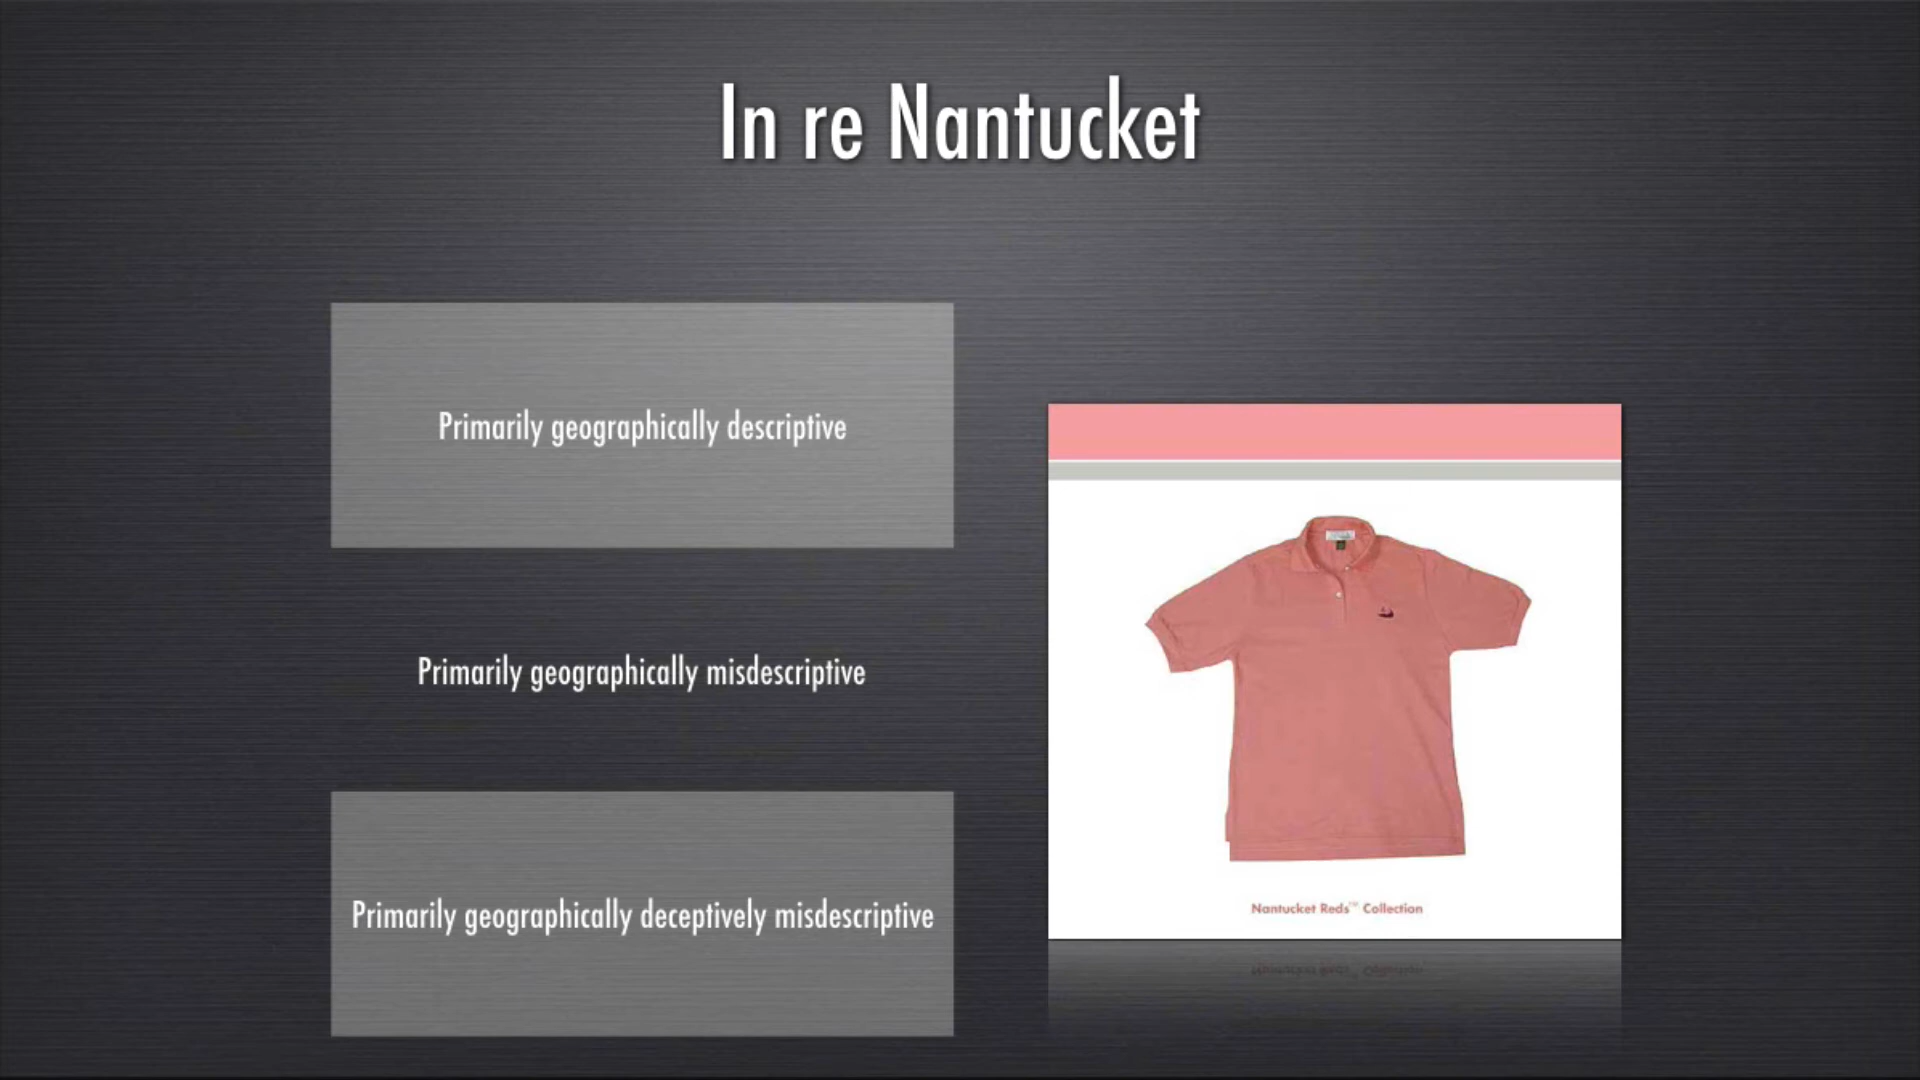 In re Nantucket
Primarily geographically descriptive
Primarily geographically misdescriptive
Primarily geographically deceptively misdescriptive
Nantucket Reds™ Collection